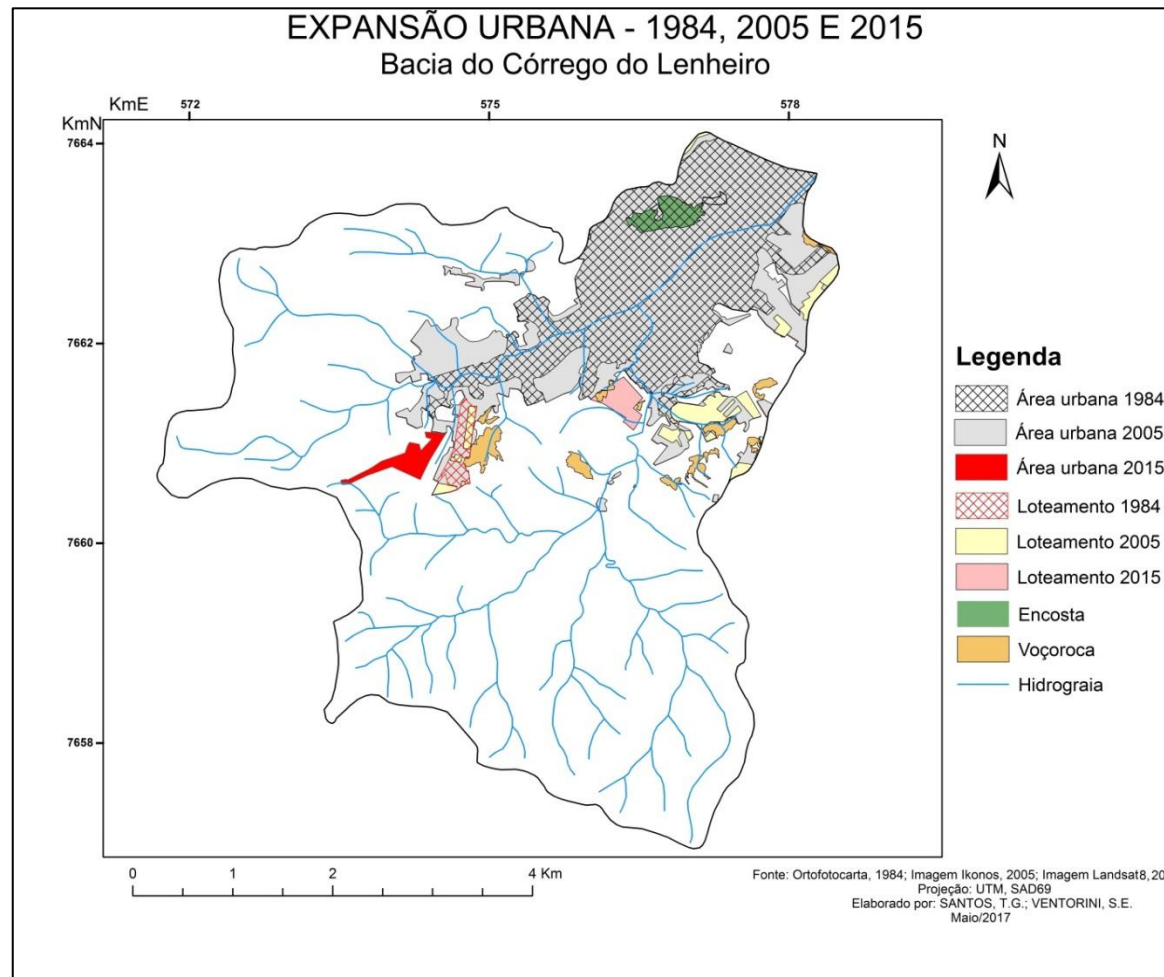 EXPANSÃO URBANA - 1984, 2005 E 2015
Bacia do Córrego do Lenheiro
KmE
572
575
578
KmN
7664
7662
7660
7658
N
Legenda
Área urbana 1984
Área urbana 2005
Área urbana 2015
Loteamento 1984
Loteamento 2005
Loteamento 2015
Encosta
Voçoroca
Hidrograia
0 1 2 4 Km
Fonte: Ortofotocarta, 1984; Imagem Ikonos, 2005; Imagem Landsat8, 20
Projeção: UTM, SAD69
Elaborado por: SANTOS, T.G.; VENTORINI, S.E.
Maio/2017